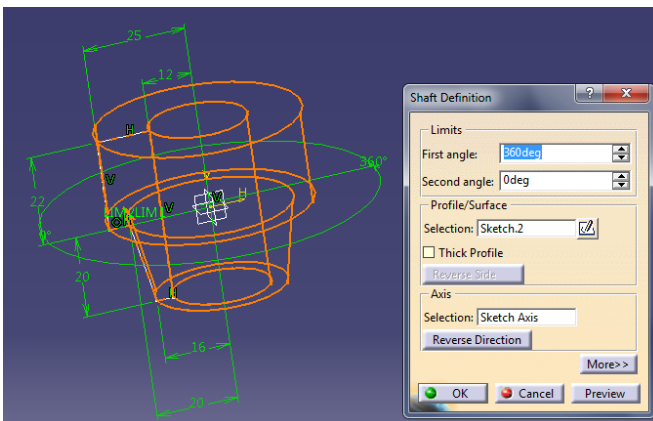 25
12
H
V
360°
V
H
V
V
LIM1
22
0°
20
H
16
20
Shaft Definition
?
X
Limits
First angle: 360deg
Second angle: 0deg
Profile/Surface
Selection: Sketch.2
Thick Profile
Reverse Side
Axis
Selection: Sketch Axis
Reverse Direction
More>>
OK Cancel Preview